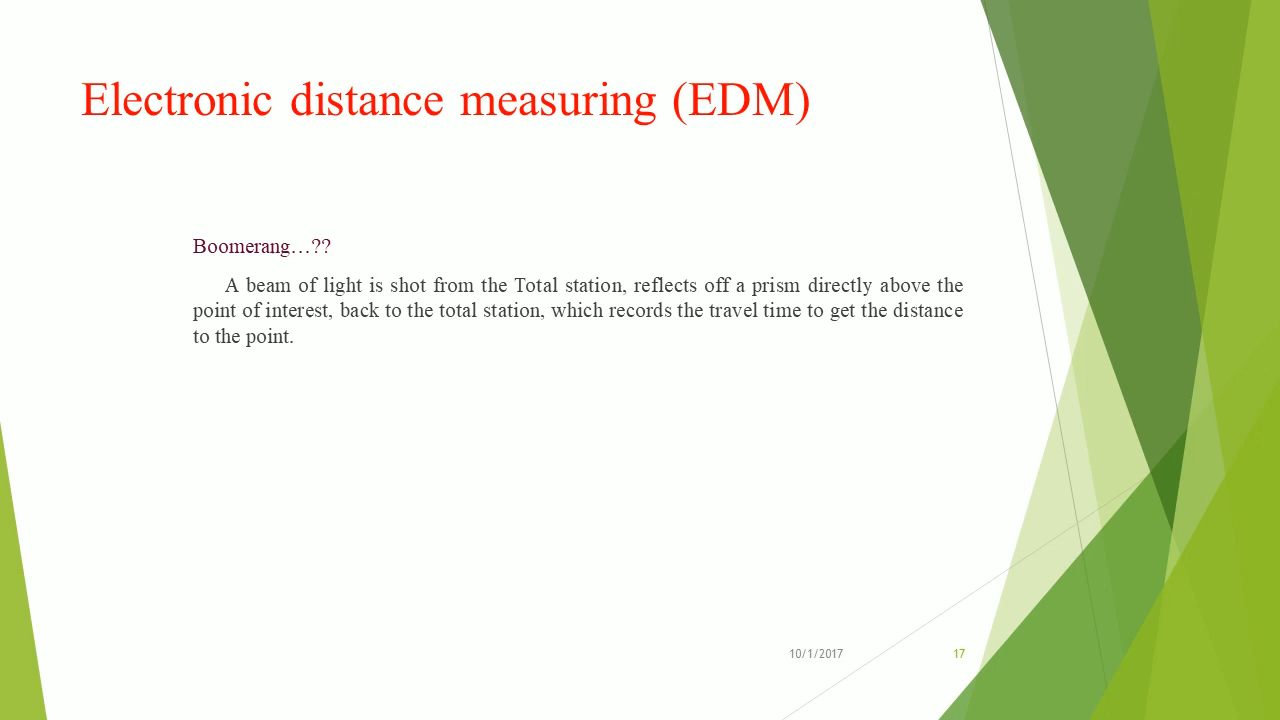 Electronic distance measuring (EDM)
Boomerang…??
A beam of light is shot from the Total station, reflects off a prism directly above the
point of interest, back to the total station, which records the travel time to get the distance
to the point.
10/1/2017
17